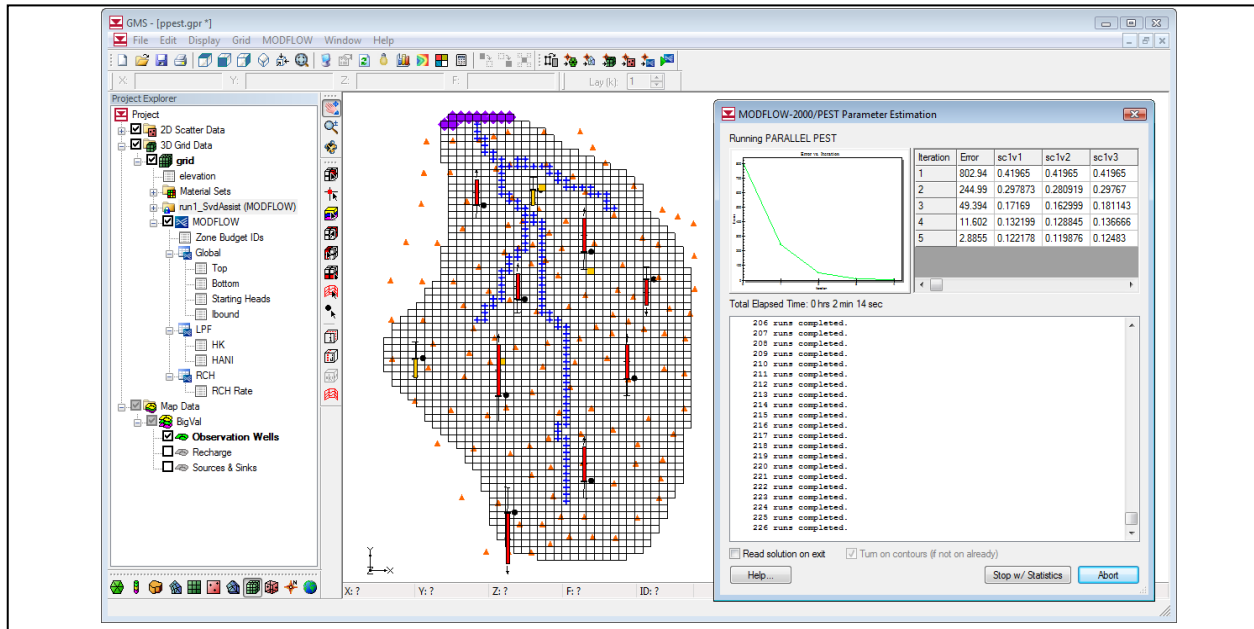 GMS - [ppest.gpr *]
File Edit Display Grid MODFLOW Window Help
X: Y: Z: F: Lay (k): 1
Project Explorer
Project
2D Scatter Data
3D Grid Data
grid
elevation
Material Sets
run1_SvdAssist (MODFLOW)
MODFLOW
Zone Budget IDs
Global
Top
Bottom
Starting Heads
Ibound
LPF
HK
HANI
RCH
RCH Rate
Map Data
BigVal
Observation Wells
Recharge
Sources & Sinks
Y
Z X
X: ? Y: ? Z: ? F: ? ID: ?
MODFLOW-2000/PEST Parameter Estimation
Running PARALLEL PEST
Error vs. Iteration
Iteration
Iteration Error sc1v1 sc1v2 sc1v3
1 802.94 0.41965 0.41965 0.41965
2 244.99 0.297873 0.280919 0.29767
3 49.394 0.17169 0.162999 0.181143
4 11.602 0.132199 0.128845 0.136666
5 2.8855 0.122178 0.119876 0.12483
Total Elapsed Time: 0 hrs 2 min 14 sec
206 runs completed.
207 runs completed.
208 runs completed.
209 runs completed.
210 runs completed.
211 runs completed.
212 runs completed.
213 runs completed.
214 runs completed.
215 runs completed.
216 runs completed.
217 runs completed.
218 runs completed.
219 runs completed.
220 runs completed.
221 runs completed.
222 runs completed.
223 runs completed.
224 runs completed.
225 runs completed.
226 runs completed.
Read solution on exit Turn on contours (if not on already)
Help... Stop w/ Statistics Abort